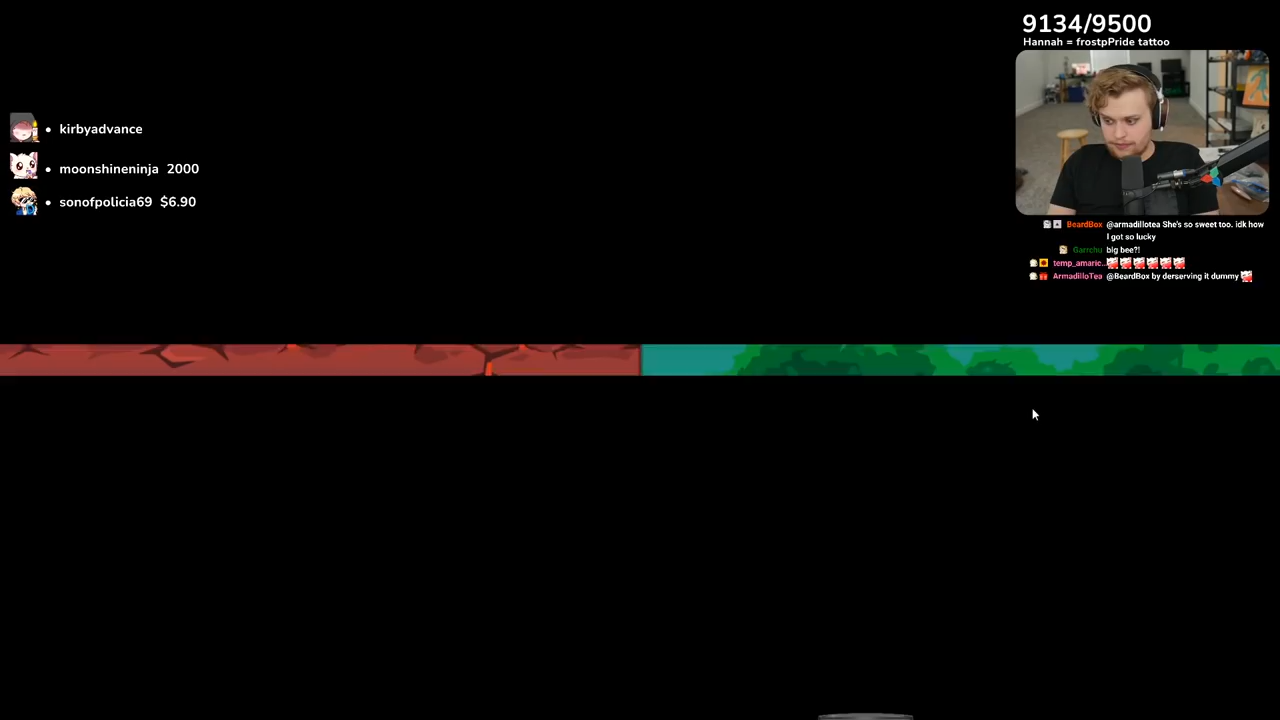 9134/9500
Hannah = frostpPride tattoo
• kirbyadvance
• moonshineninja 2000
• sonofpolicia69 $6.90
BeardBox @armadillotea She's so sweet too. idk how
I got so lucky
Garrchu big bee?!
temp_amaric...
ArmadilloTea @BeardBox by derserving it dummy